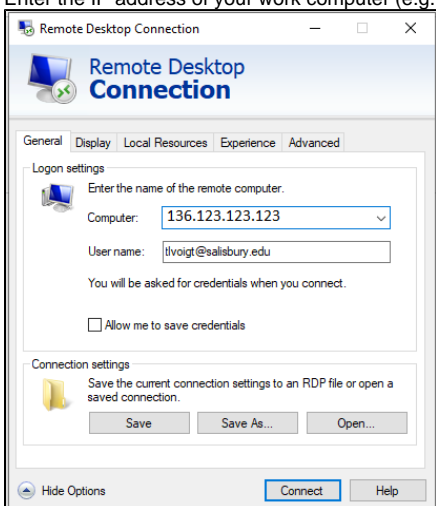 Enter the IP address of your work computer (e.g.
Remote Desktop Connection
Remote Desktop
Connection
General Display Local Resources Experience Advanced
Logon settings
Enter the name of the remote computer.
Computer: 136.123.123.123
User name: tlvoigt@salisbury.edu
You will be asked for credentials when you connect.
Allow me to save credentials
Connection settings
Save the current connection settings to an RDP file or open a
saved connection.
Save Save As... Open...
Hide Options Connect Help